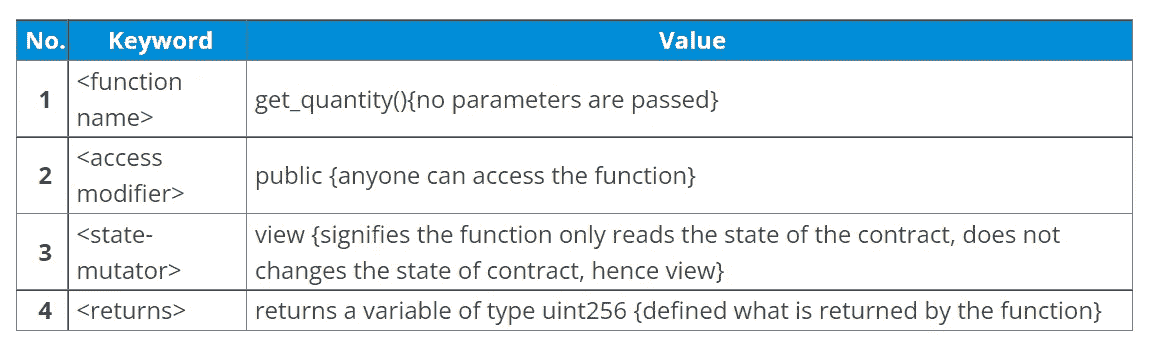 No. Keyword Value
1 <function name> get_quantity(){no parameters are passed}
2 <access modifier> public {anyone can access the function}
3 <state-mutator> view {signifies the function only reads the state of the contract, does not
changes the state of contract, hence view}
4 <returns> returns a variable of type uint256 {defined what is returned by the function}